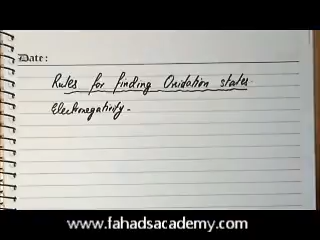 Date:
Rules for finding Oxidation states.
Electronegativity.
www.fahadsacademy.com